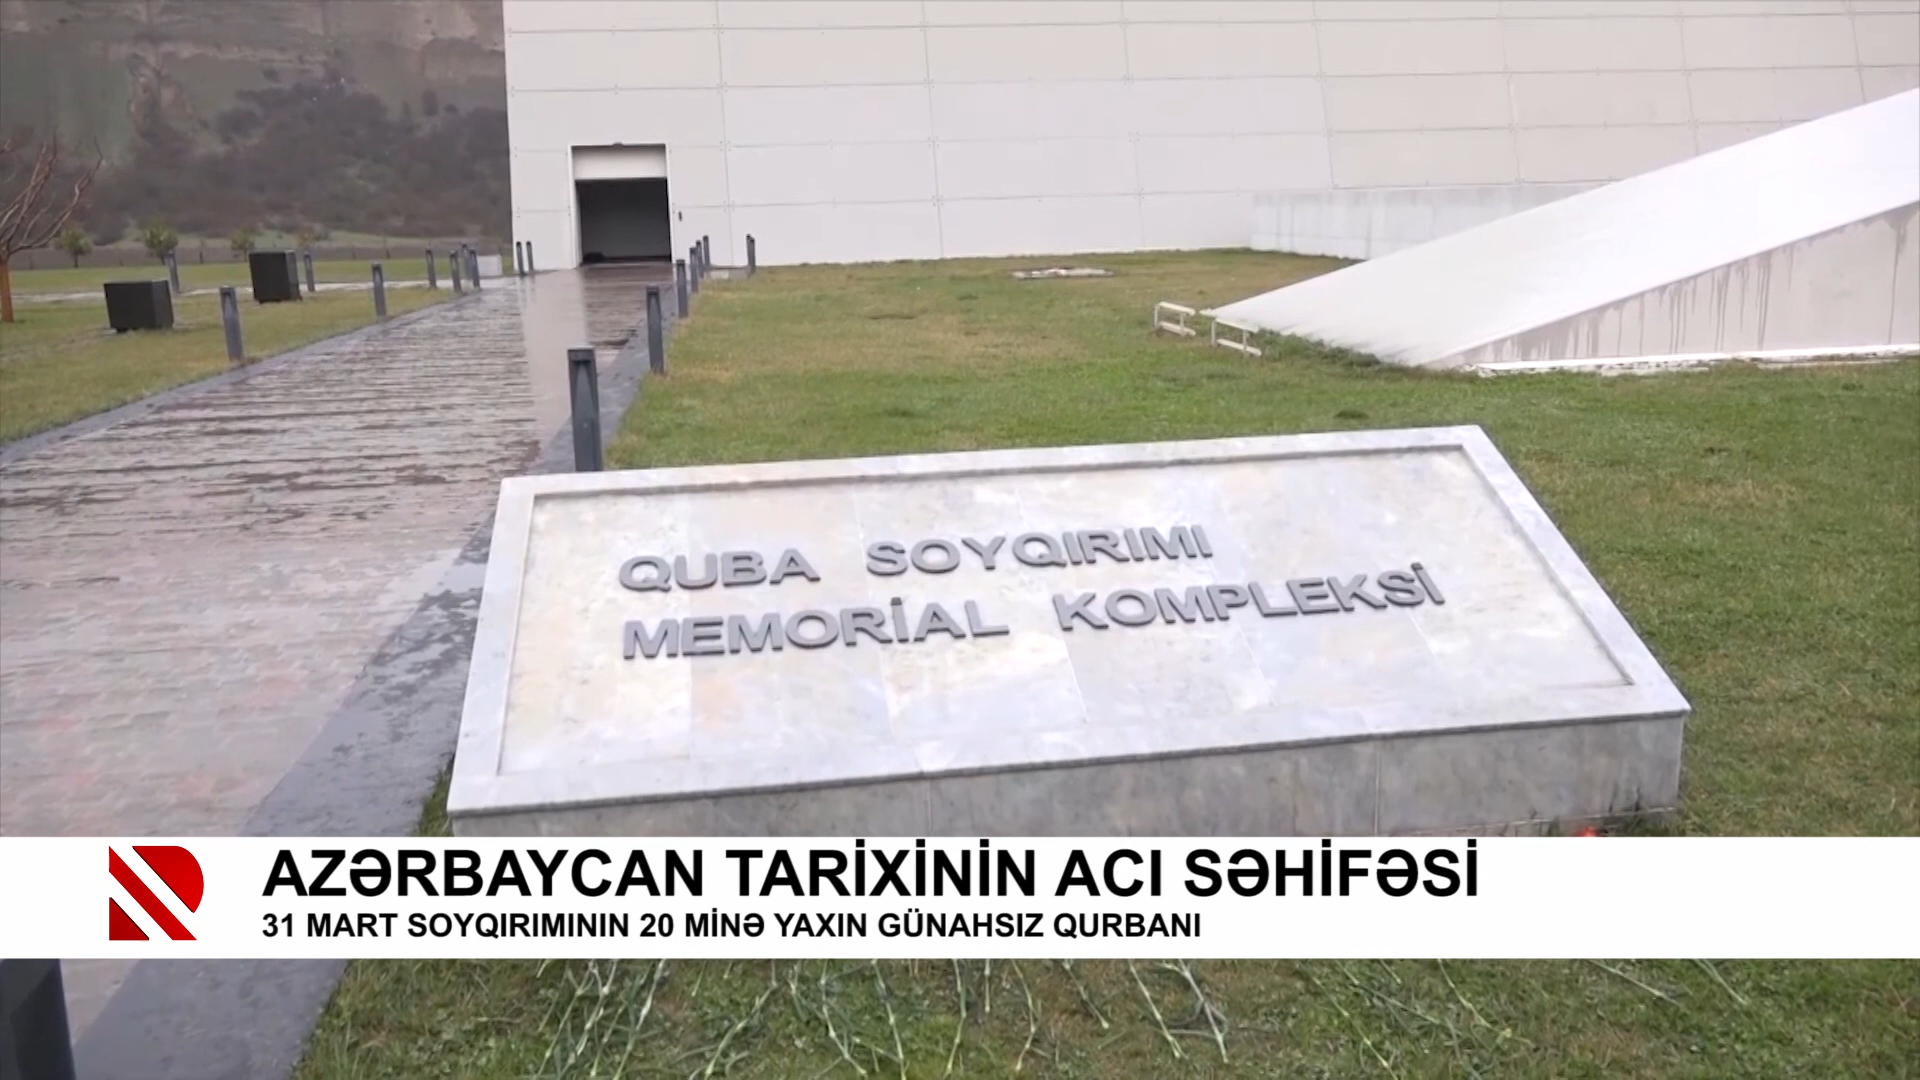 QUBA SOYQIRIMI
MEMORİAL KOMPLEKSİ
AZƏRBAYCAN TARİXİNİN ACI SƏHİFƏSİ
31 MART SOYQIRIMININ 20 MİNƏ YAXIN GÜNAHSIZ QURBANI